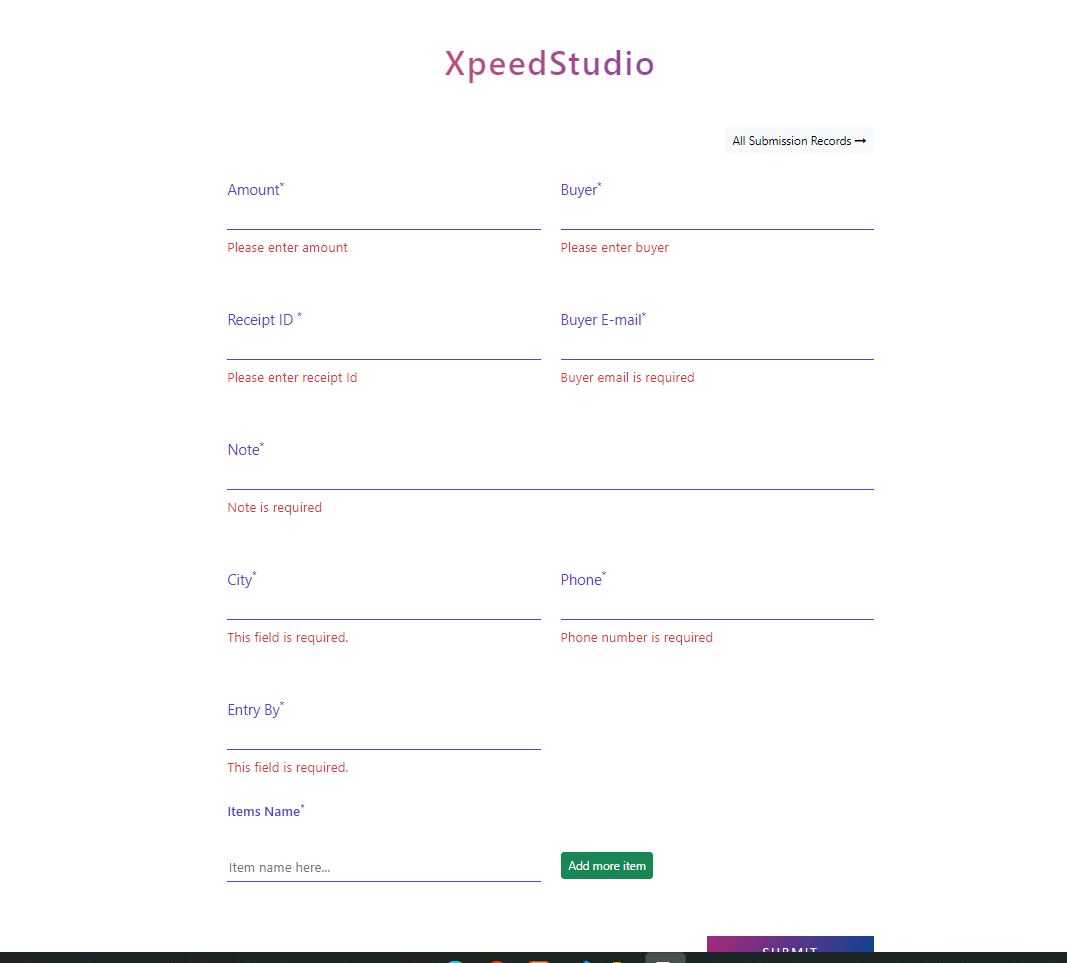 XpeedStudio
All Submission Records →
Amount* Buyer*
Please enter amount Please enter buyer
Receipt ID * Buyer E-mail*
Please enter receipt Id Buyer email is required
Note*
Note is required
City* Phone*
This field is required. Phone number is required
Entry By*
This field is required.
Items Name*
Item name here... Add more item
SUBMIT